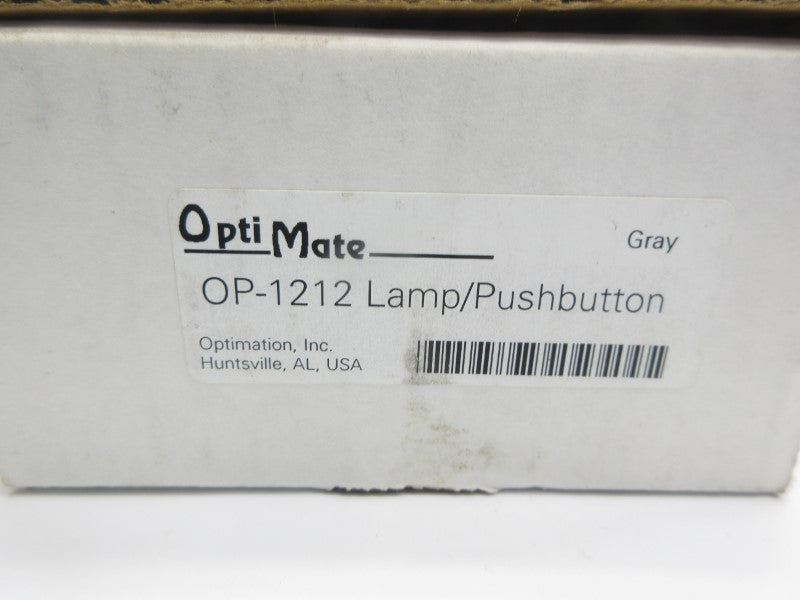 Opti Mate
Gray
OP-1212 Lamp/Pushbutton
Optimation, Inc.
Huntsville, AL, USA